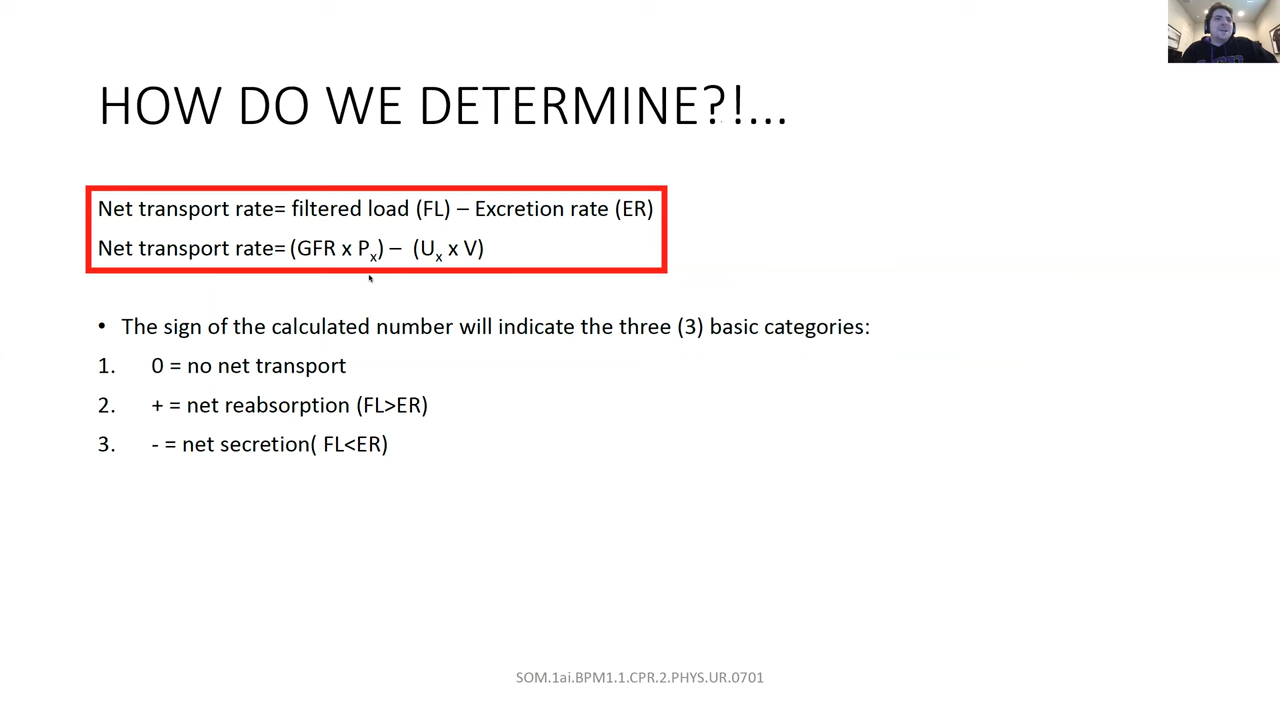 HOW DO WE DETERMINE?!...
Net transport rate= filtered load (FL) – Excretion rate (ER)
Net transport rate= (GFR x Pₓ) – (Uₓ x V)
• The sign of the calculated number will indicate the three (3) basic categories:
1. 0 = no net transport
2. + = net reabsorption (FL>ER)
3. - = net secretion( FL<ER)
SOM.1ai.BPM1.1.CPR.2.PHYS.UR.0701